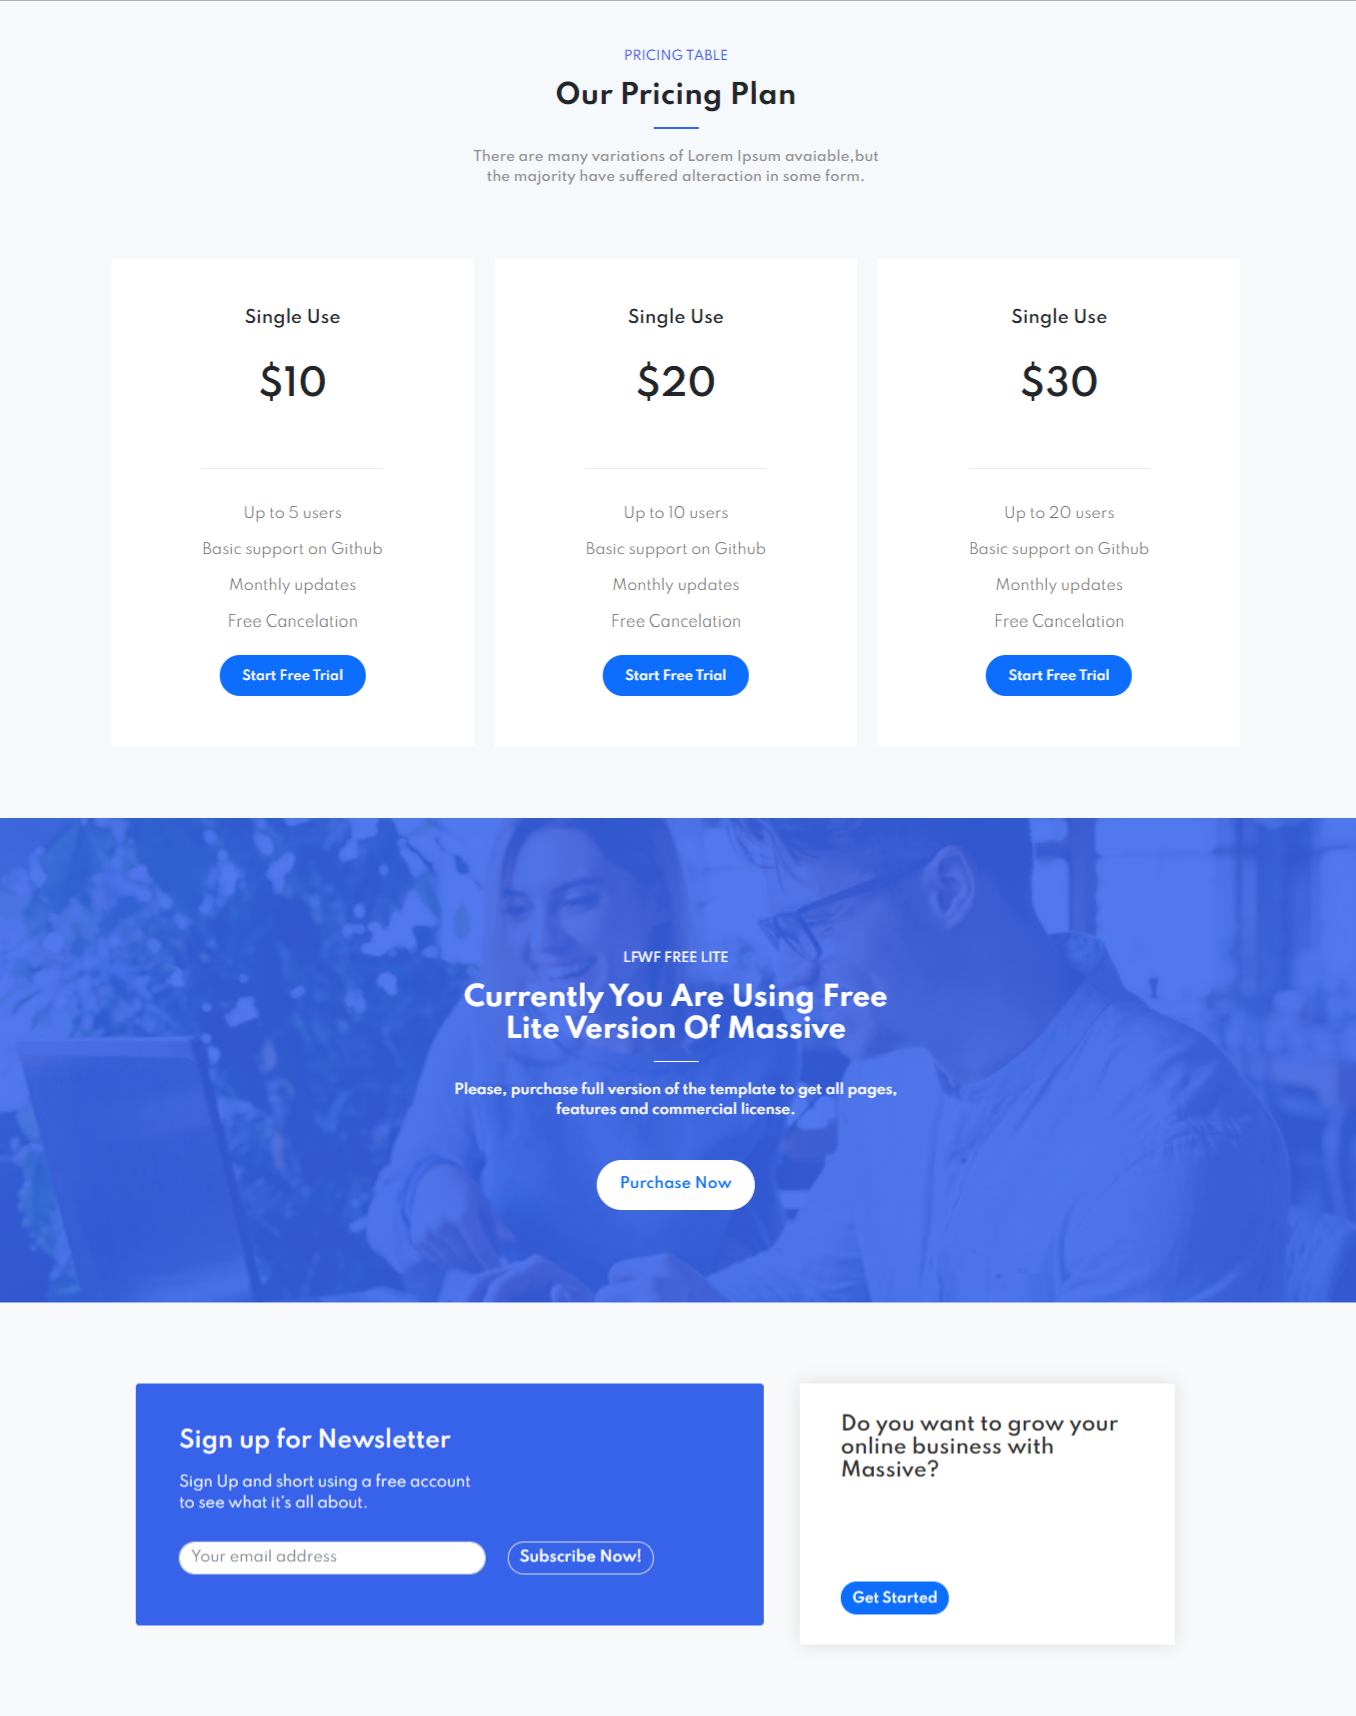 PRICING TABLE
Our Pricing Plan
There are many variations of Lorem Ipsum avaiable,but
the majority have suffered alteraction in some form.
Single Use
$10
Up to 5 users
Basic support on Github
Monthly updates
Free Cancelation
Start Free Trial
Single Use
$20
Up to 10 users
Basic support on Github
Monthly updates
Free Cancelation
Start Free Trial
Single Use
$30
Up to 20 users
Basic support on Github
Monthly updates
Free Cancelation
Start Free Trial
LFWF FREE LITE
Currently You Are Using Free
Lite Version Of Massive
Please, purchase full version of the template to get all pages,
features and commercial license.
Purchase Now
Sign up for Newsletter
Sign Up and short using a free account
to see what it's all about.
Your email address
Subscribe Now!
Do you want to grow your
online business with
Massive?
Get Started